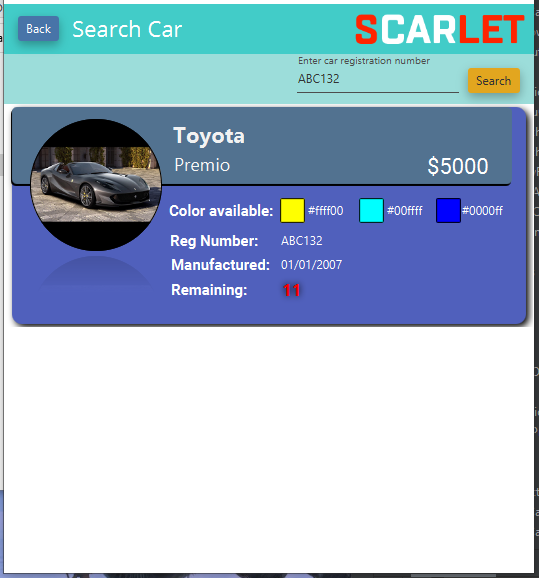 Back Search Car SCARLET
Enter car registration number
ABC132 Search
Toyota
Premio $5000
Color available: #ffff00 #00ffff #0000ff
Reg Number: ABC132
Manufactured: 01/01/2007
Remaining: 11